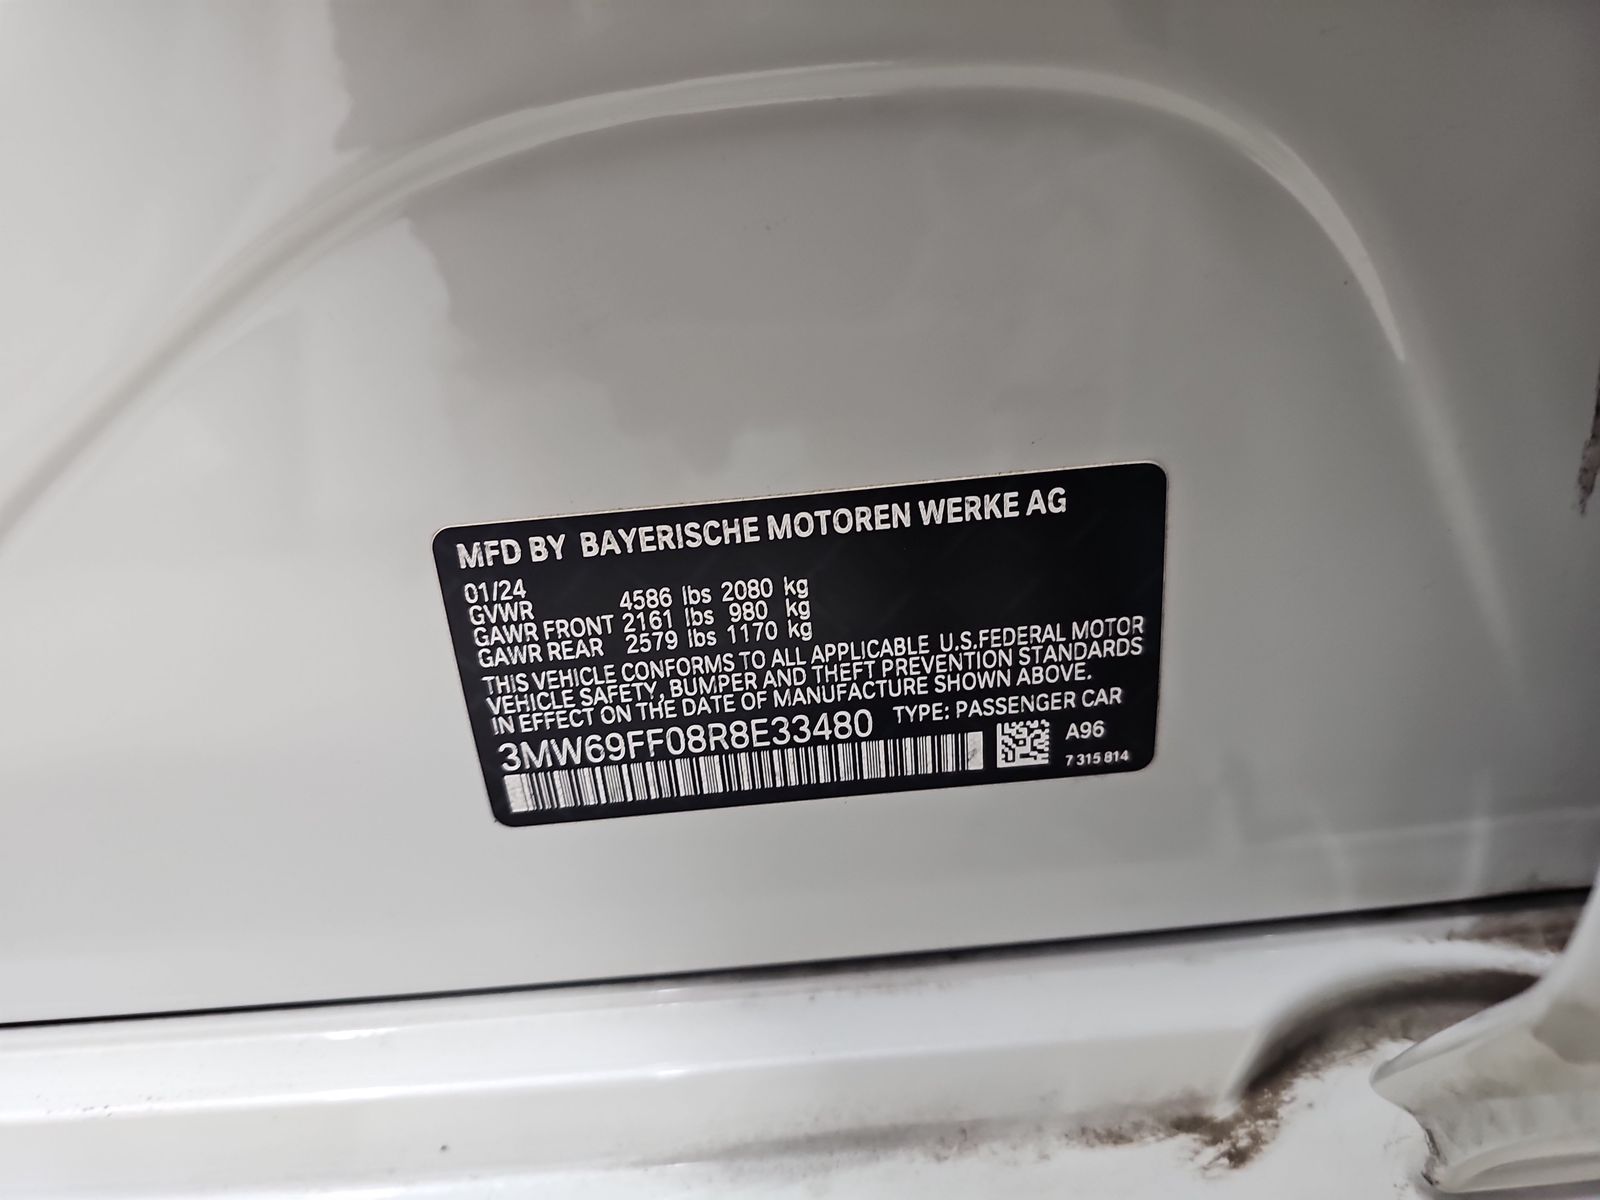 MFD BY BAYERISCHE MOTOREN WERKE AG
01/24
GVWR 4586 lbs 2080 kg
GAWR FRONT 2161 lbs 980 kg
GAWR REAR 2579 lbs 1170 kg
THIS VEHICLE CONFORMS TO ALL APPLICABLE U.S.FEDERAL MOTOR
VEHICLE SAFETY, BUMPER AND THEFT PREVENTION STANDARDS
IN EFFECT ON THE DATE OF MANUFACTURE SHOWN ABOVE.
3MW69FF08R8E33480 TYPE: PASSENGER CAR
A96
7 315 814